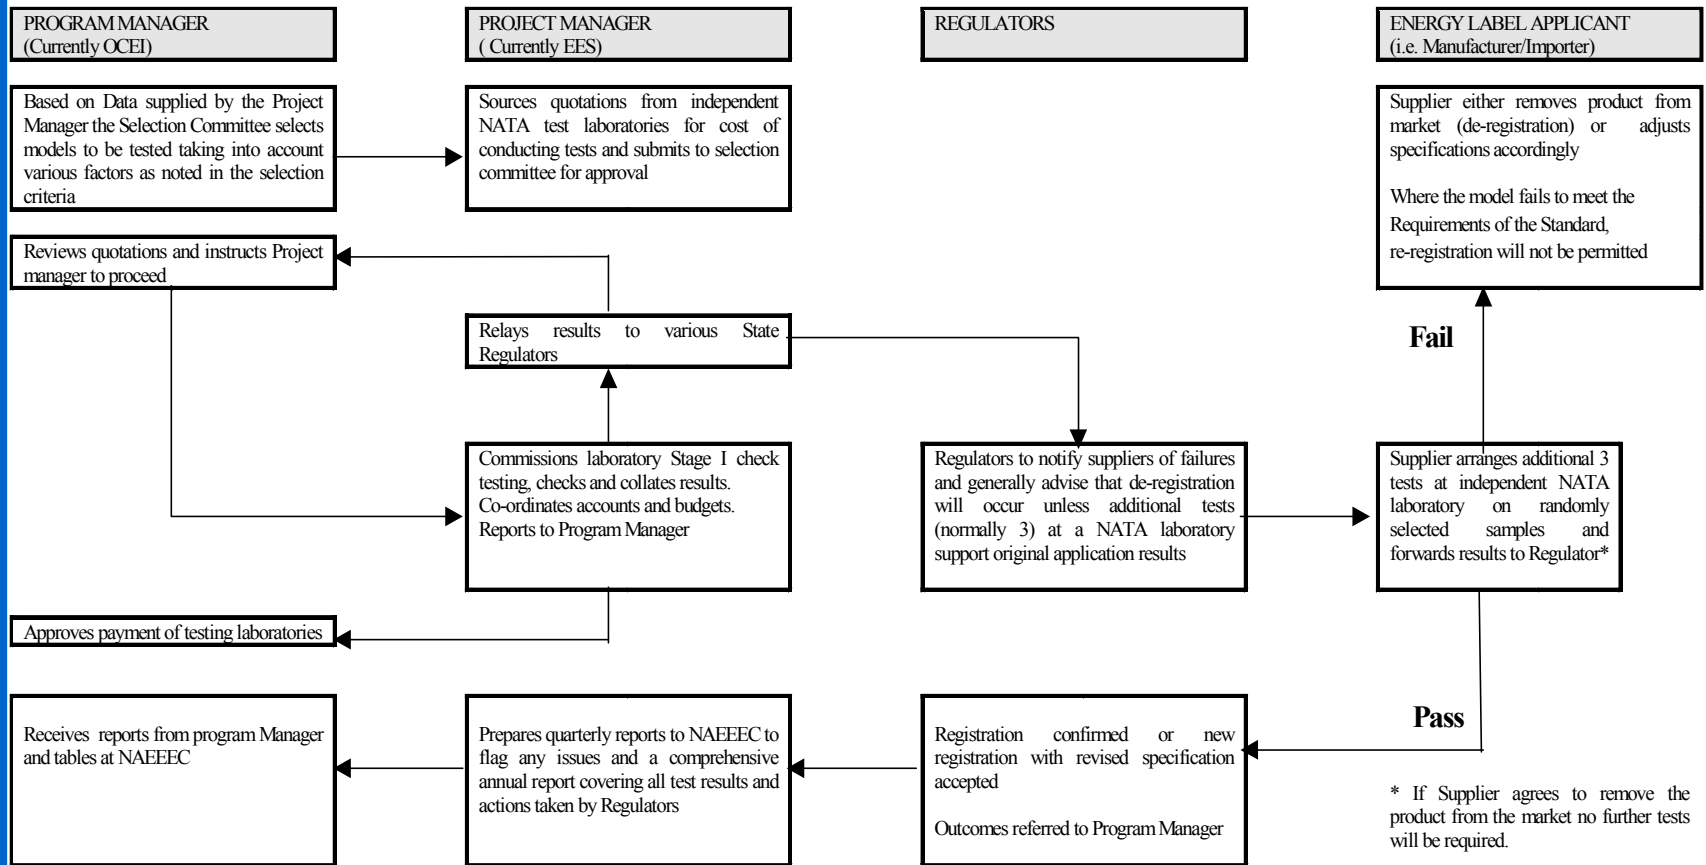 PROGRAM MANAGER
(Currently OCEI)
PROJECT MANAGER
( Currently EES)
REGULATORS
ENERGY LABEL APPLICANT
(i.e. Manufacturer/Importer)
Based on Data supplied by the Project
Manager the Selection Committee selects
models to be tested taking into account
various factors as noted in the selection
criteria
Sources quotations from independent
NATA test laboratories for cost of
conducting tests and submits to selection
committee for approval
Supplier either removes product from
market (de-registration) or adjusts
specifications accordingly
Where the model fails to meet the
Requirements of the Standard,
re-registration will not be permitted
Reviews quotations and instructs Project
manager to proceed
Relays results to various State
Regulators
Fail
Commissions laboratory Stage I check
testing, checks and collates results.
Co-ordinates accounts and budgets.
Reports to Program Manager
Regulators to notify suppliers of failures
and generally advise that de-registration
will occur unless additional tests
(normally 3) at a NATA laboratory
support original application results
Supplier arranges additional 3
tests at independent NATA
laboratory on randomly
selected samples and
forwards results to Regulator*
Approves payment of testing laboratories
Receives reports from program Manager
and tables at NAEEEC
Prepares quarterly reports to NAEEEC to
flag any issues and a comprehensive
annual report covering all test results and
actions taken by Regulators
Registration confirmed or new
registration with revised specification
accepted
Outcomes referred to Program Manager
Pass
* If Supplier agrees to remove the
product from the market no further tests
will be required.